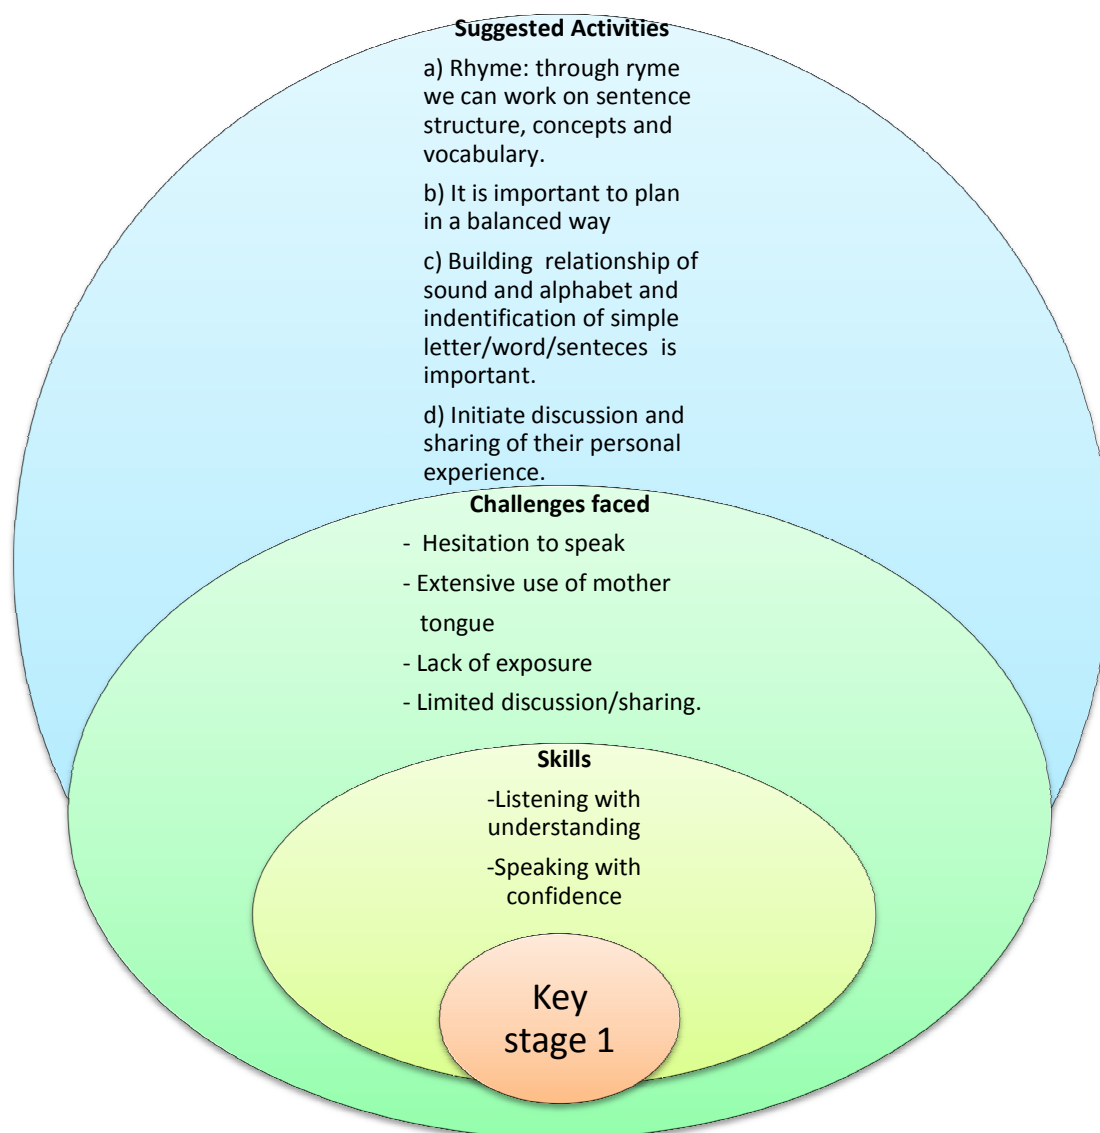 Suggested Activities
a) Rhyme: through ryme
we can work on sentence
structure, concepts and
vocabulary.
b) It is important to plan
in a balanced way
c) Building relationship of
sound and alphabet and
indentification of simple
letter/word/senteces is
important.
d) Initiate discussion and
sharing of their personal
experience.
Challenges faced
- Hesitation to speak
- Extensive use of mother
tongue
- Lack of exposure
- Limited discussion/sharing.
Skills
-Listening with
understanding
-Speaking with
confidence
Key
stage 1